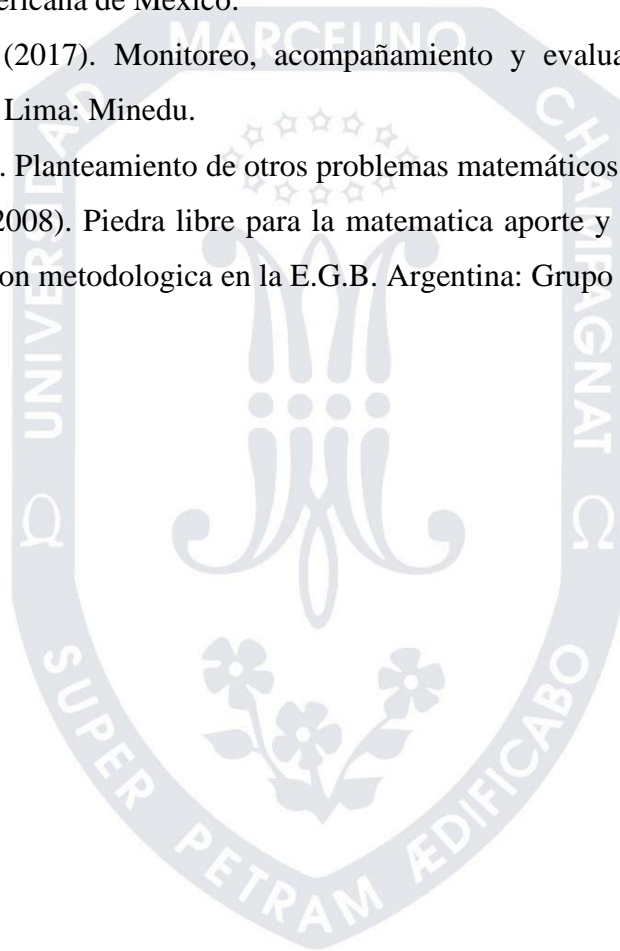 ericana de México.
(2017). Monitoreo, acompañamiento y evalua
Lima: Minedu.
. Planteamiento de otros problemas matemáticos
2008). Piedra libre para la matematica aporte y
on metodologica en la E.G.B. Argentina: Grupo
UNIVERSIDAD MARCELINO CHAMPAGNAT
Ω Ω
SUPER PETRAM ÆDIFICABO